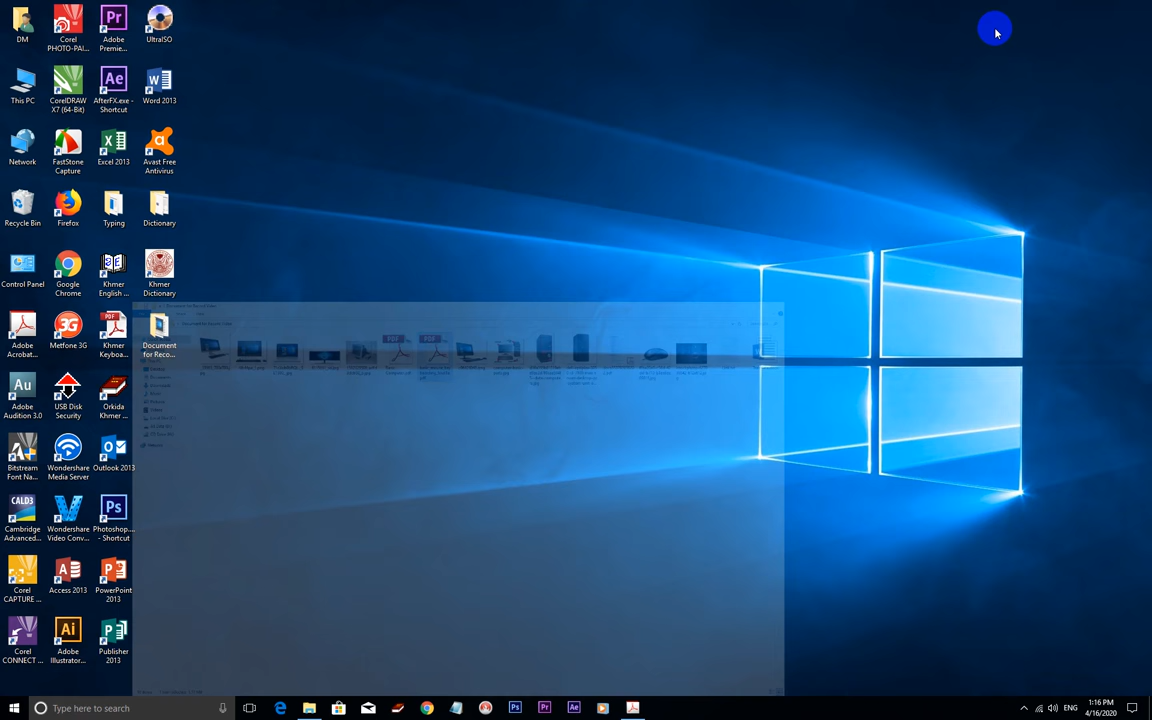 DM
Corel
PHOTO-PAI...
Adobe
Premie...
UltraISO
This PC
CorelDRAW
X7 (64-Bit)
AfterFX.exe -
Shortcut
Word 2013
Network
FastStone
Capture
Excel 2013
Avast Free
Antivirus
Recycle Bin
Firefox
Typing
Dictionary
Control Panel
Google
Chrome
Khmer
English ...
Khmer
Dictionary
Adobe
Acrobat...
Metfone 3G
Khmer
Keyboa...
Document
for Reco...
Adobe
Audition 3.0
USB Disk
Security
Orkida
Khmer ...
Bitstream
Font Na...
Wondershare
Media Server
Outlook 2013
Cambridge
Advanced...
Wondershare
Video Conv...
Photoshop....
- Shortcut
Corel
CAPTURE ...
Access 2013
PowerPoint
2013
Corel
CONNECT ...
Adobe
Illustrator...
Publisher
2013
Type here to search
ENG
1:16 PM
4/16/2020